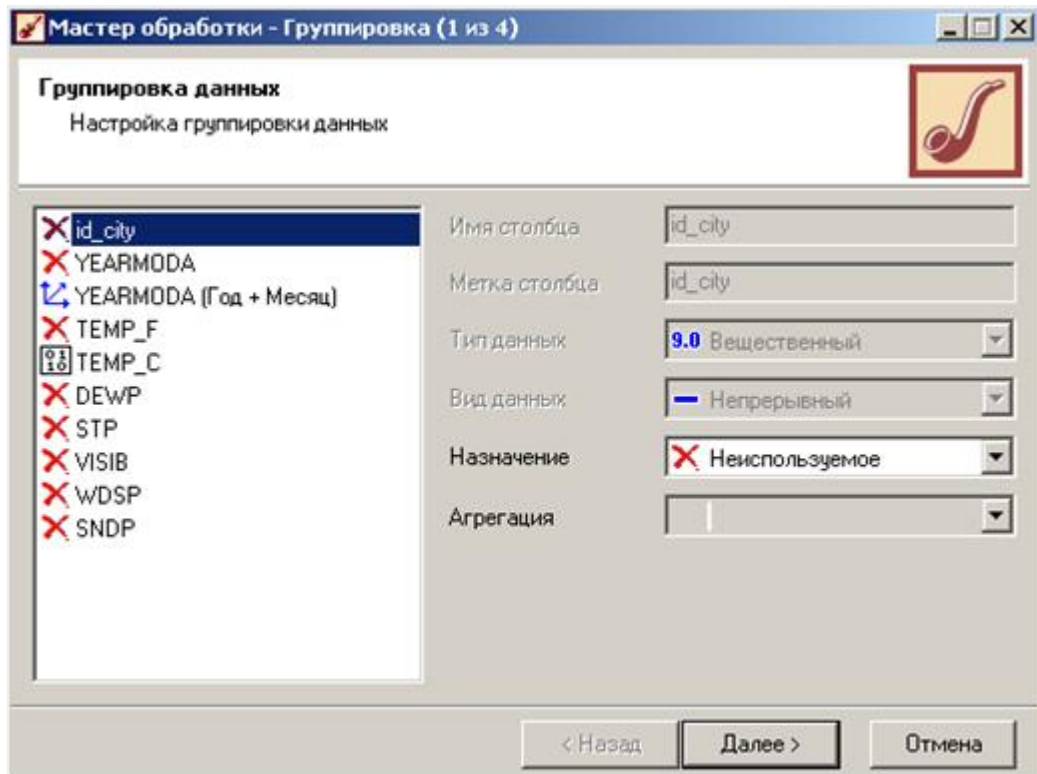 Мастер обработки - Группировка (1 из 4)
Группировка данных
Настройка группировки данных
id_city
YEARMODA
YEARMODA (Год + Месяц)
TEMP_F
TEMP_C
DEWP
STP
VISIB
WDSP
SNDP
Имя столбца id_city
Метка столбца id_city
Тип данных 9.0 Вещественный
Вид данных Непрерывный
Назначение Неиспользуемое
Агрегация
< Назад Далее > Отмена